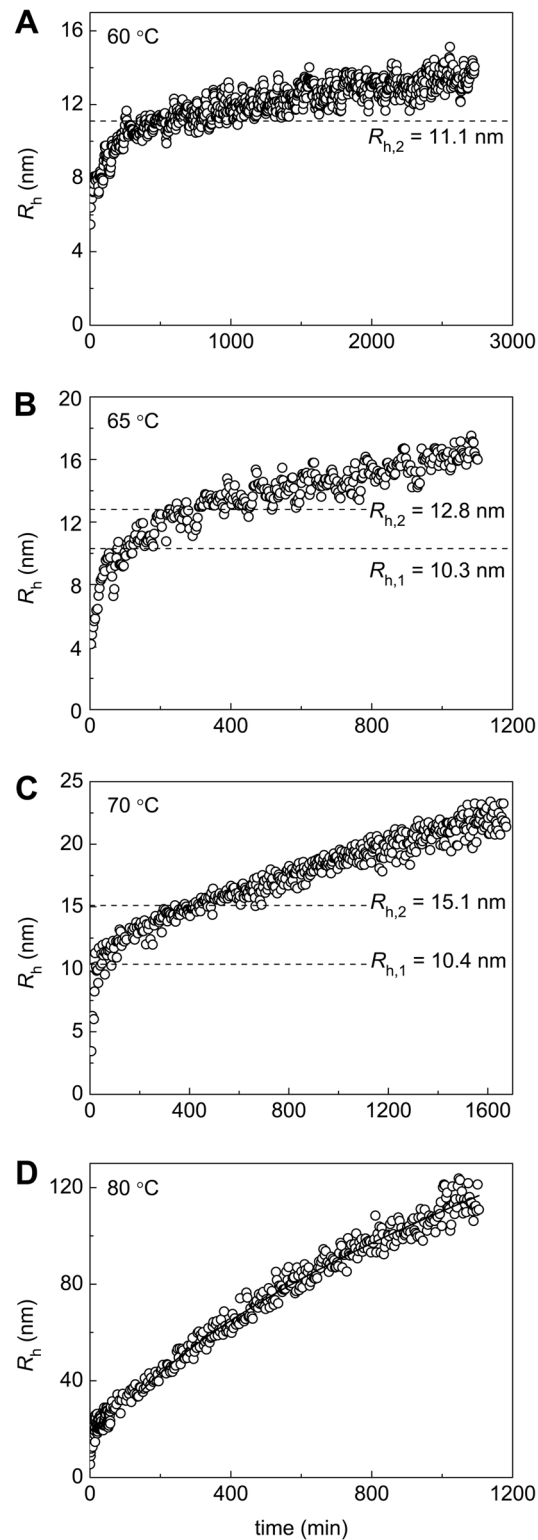 A
60 °C
16
12
8
4
0
R_h,2 = 11.1 nm
R_h (nm)
0 1000 2000 3000
B
65 °C
20
16
12
8
4
0
R_h,2 = 12.8 nm
R_h,1 = 10.3 nm
R_h (nm)
0 400 800 1200
C
70 °C
25
20
15
10
5
0
R_h,2 = 15.1 nm
R_h,1 = 10.4 nm
R_h (nm)
0 400 800 1200 1600
D
80 °C
120
80
40
0
R_h (nm)
0 400 800 1200
time (min)